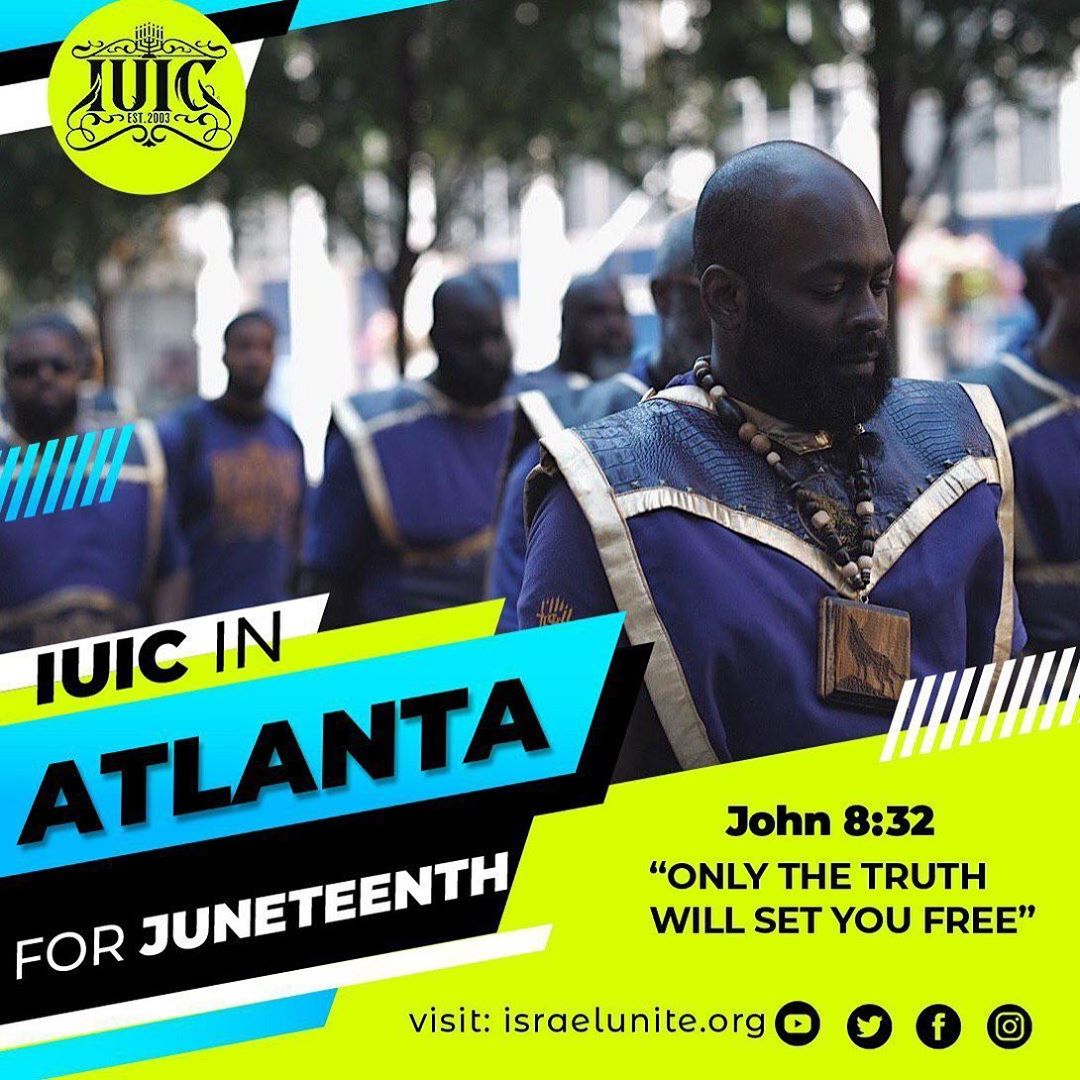 IUIC
EST. 2003
IUIC IN
ATLANTA
FOR JUNETEENTH
John 8:32
“ONLY THE TRUTH
WILL SET YOU FREE”
visit: israelunite.org